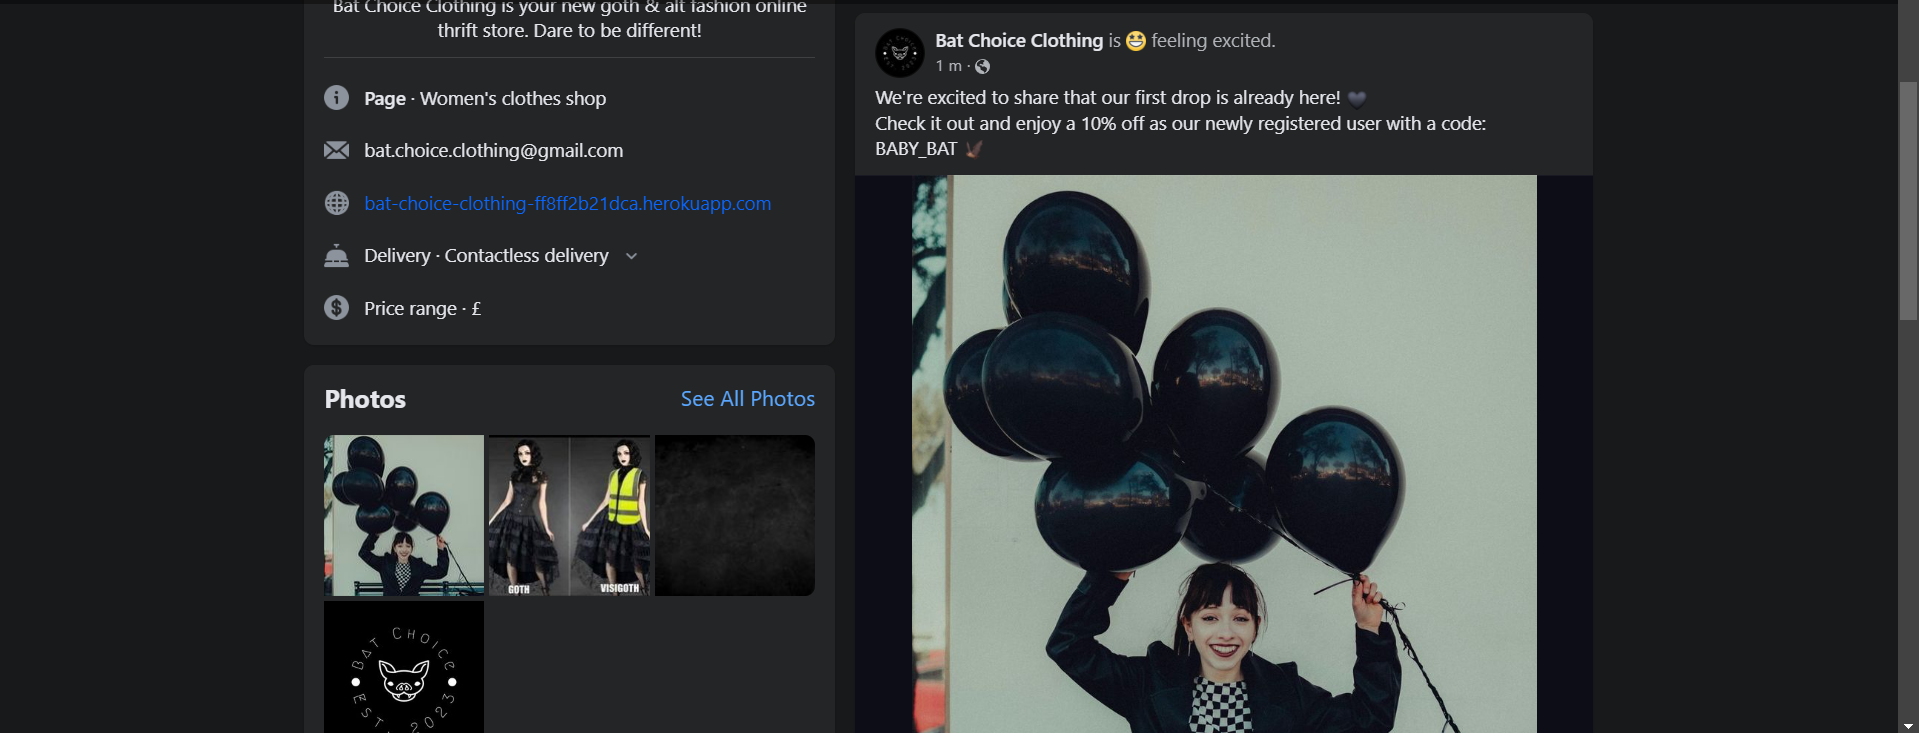 Bat Choice Clothing is your new goth & alt fashion online
thrift store. Dare to be different!
Page · Women's clothes shop
bat.choice.clothing@gmail.com
bat-choice-clothing-ff8ff2b21dca.herokuapp.com
Delivery · Contactless delivery
Price range · £
Photos
See All Photos
GOTH
VISIGOTH
BAT CHOICE
EST. 2023
Bat Choice Clothing is 🤩 feeling excited.
1 m ·
We're excited to share that our first drop is already here! 🖤
Check it out and enjoy a 10% off as our newly registered user with a code:
BABY_BAT 🦇
BAT CHOICE
EST. 2023